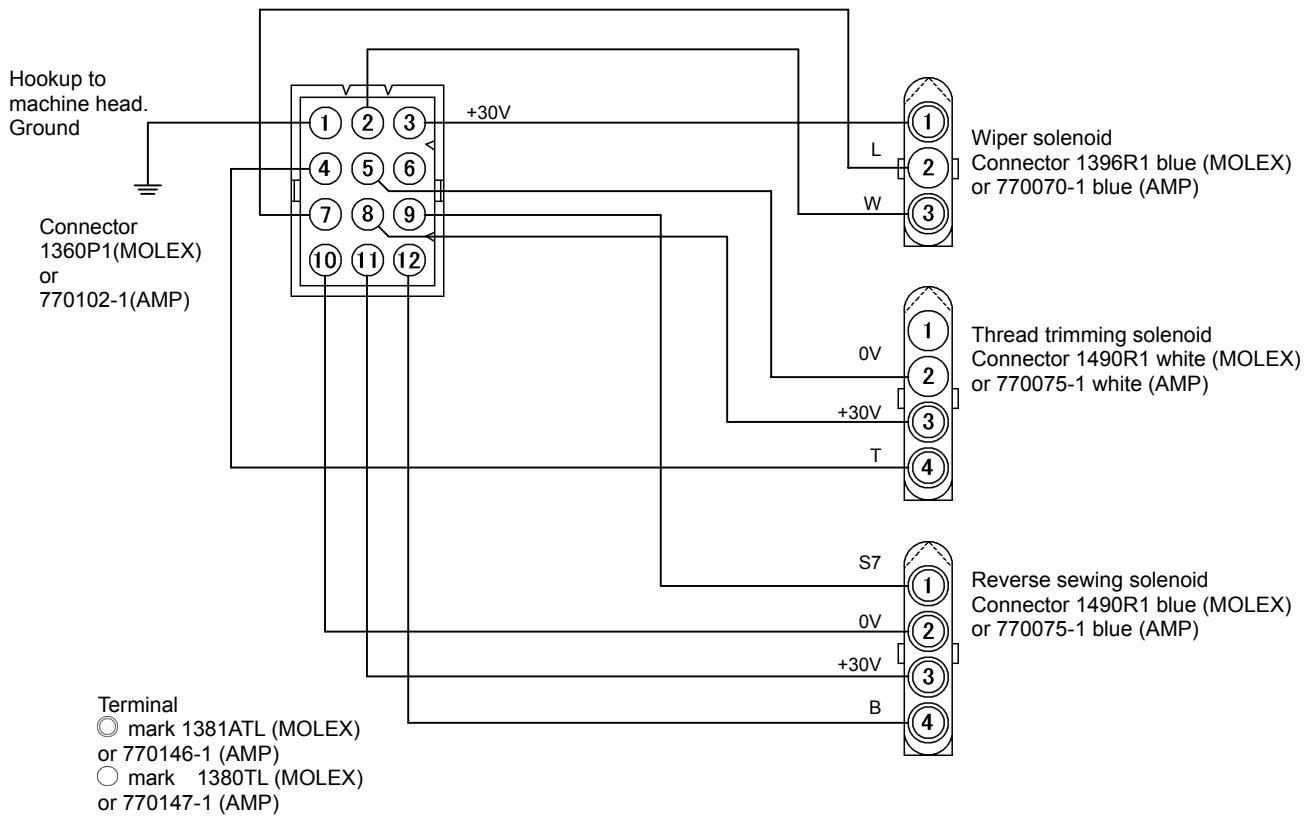 Hookup to
machine head.
Ground
Connector
1360P1(MOLEX)
or
770102-1(AMP)
1 2 3
4 5 6
7 8 9
10 11 12
+30V
L
W
1
2
3
Wiper solenoid
Connector 1396R1 blue (MOLEX)
or 770070-1 blue (AMP)
0V
+30V
T
1
2
3
4
Thread trimming solenoid
Connector 1490R1 white (MOLEX)
or 770075-1 white (AMP)
S7
0V
+30V
B
1
2
3
4
Reverse sewing solenoid
Connector 1490R1 blue (MOLEX)
or 770075-1 blue (AMP)
Terminal
◎ mark 1381ATL (MOLEX)
or 770146-1 (AMP)
○ mark 1380TL (MOLEX)
or 770147-1 (AMP)